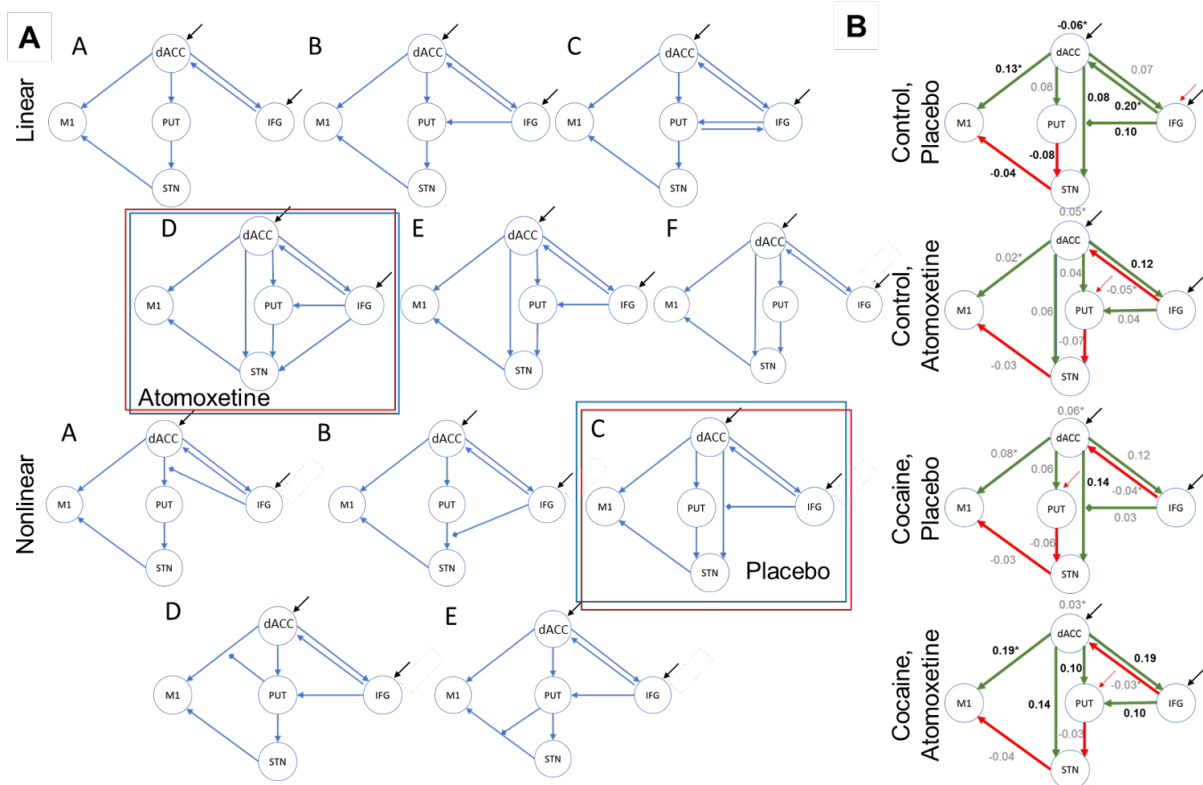 A
B
A
B
C
Linear
dACC
M1
PUT
IFG
STN
dACC
M1
PUT
IFG
STN
dACC
M1
PUT
IFG
STN
D
E
F
dACC
M1
PUT
IFG
STN
Atomoxetine
dACC
M1
PUT
IFG
STN
dACC
M1
PUT
IFG
STN
Nonlinear
A
B
C
dACC
M1
PUT
IFG
STN
dACC
M1
PUT
IFG
STN
dACC
M1
PUT
IFG
STN
Placebo
D
E
dACC
M1
PUT
IFG
STN
dACC
M1
PUT
IFG
STN
Control,
Placebo
-0.06*
dACC
0.13*
0.07
0.08
0.08
0.20*
M1
PUT
IFG
0.10
-0.08
-0.04
STN
Control,
Atomoxetine
0.05*
dACC
0.02*
0.12
0.04
-0.05*
M1
PUT
IFG
0.06
0.04
-0.07
-0.03
STN
Cocaine,
Placebo
0.06*
dACC
0.08*
0.12
0.06
0.14
-0.04*
M1
PUT
IFG
0.03
-0.06
-0.03
STN
Cocaine,
Atomoxetine
0.03*
dACC
0.19*
0.19
0.10
-0.03*
M1
PUT
IFG
0.14
0.10
-0.03
-0.04
STN